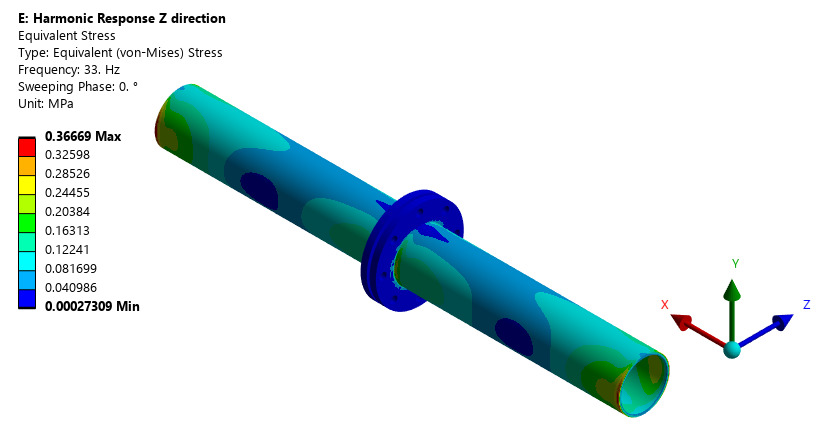 E: Harmonic Response Z direction
Equivalent Stress
Type: Equivalent (von-Mises) Stress
Frequency: 33. Hz
Sweeping Phase: 0. °
Unit: MPa
0.36669 Max
0.32598
0.28526
0.24455
0.20384
0.16313
0.12241
0.081699
0.040986
0.00027309 Min
Y
X
Z